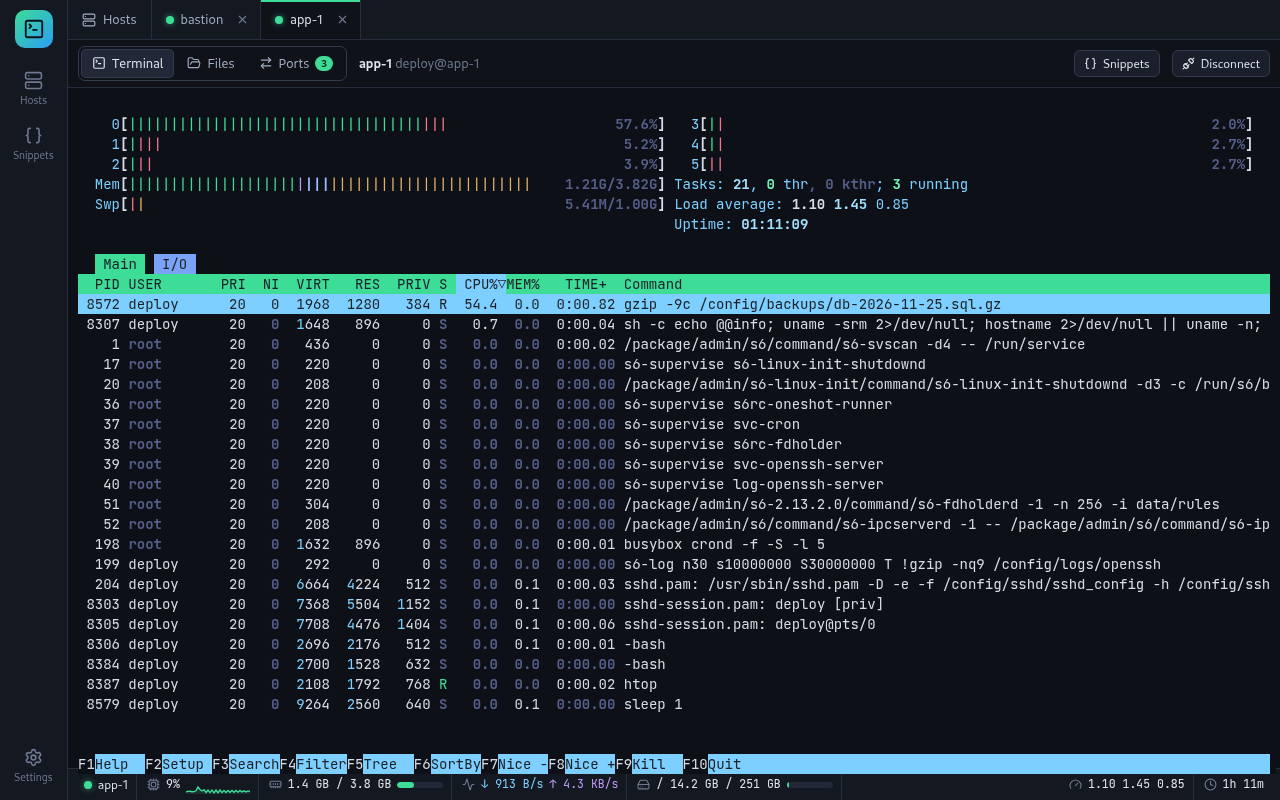 Hosts
bastion
app-1
Hosts
Snippets
Settings
Terminal
Files
Ports 3
app-1 deploy@app-1
Snippets
Disconnect
0[||||||||||||||||||||||||||||||||||||||57.6%] 3[||2.0%]
1[||||5.2%] 4[||2.7%]
2[|||3.9%] 5[||2.7%]
Mem[||||||||||||||||||||||||||||||||||||||||||||||||1.21G/3.82G] Tasks: 21, 0 thr, 0 kthr; 3 running
Swp[||5.41M/1.00G] Load average: 1.10 1.45 0.85
Uptime: 01:11:09
Main I/O
PID USER PRI NI VIRT RES PRIV S CPU%▽MEM% TIME+ Command
8572 deploy 20 0 1968 1280 384 R 54.4 0.0 0:00.82 gzip -9c /config/backups/db-2026-11-25.sql.gz
8307 deploy 20 0 1648 896 0 S 0.7 0.0 0:00.04 sh -c echo @@info; uname -srm 2>/dev/null; hostname 2>/dev/null || uname -n;
1 root 20 0 436 0 0 S 0.0 0.0 0:00.02 /package/admin/s6/command/s6-svscan -d4 -- /run/service
17 root 20 0 220 0 0 S 0.0 0.0 0:00.00 s6-supervise s6-linux-init-shutdownd
20 root 20 0 208 0 0 S 0.0 0.0 0:00.00 /package/admin/s6-linux-init/command/s6-linux-init-shutdownd -d3 -c /run/s6/b
36 root 20 0 220 0 0 S 0.0 0.0 0:00.00 s6-supervise s6rc-oneshot-runner
37 root 20 0 220 0 0 S 0.0 0.0 0:00.00 s6-supervise svc-cron
38 root 20 0 220 0 0 S 0.0 0.0 0:00.00 s6-supervise s6rc-fdholder
39 root 20 0 220 0 0 S 0.0 0.0 0:00.00 s6-supervise svc-openssh-server
40 root 20 0 220 0 0 S 0.0 0.0 0:00.00 s6-supervise log-openssh-server
51 root 20 0 304 0 0 S 0.0 0.0 0:00.00 /package/admin/s6-2.13.2.0/command/s6-fdholderd -1 -n 256 -i data/rules
52 root 20 0 208 0 0 S 0.0 0.0 0:00.00 /package/admin/s6/command/s6-ipcserverd -1 -- /package/admin/s6/command/s6-ip
198 root 20 0 1632 896 0 S 0.0 0.0 0:00.01 busybox crond -f -S -l 5
199 deploy 20 0 292 0 0 S 0.0 0.0 0:00.00 s6-log n30 s10000000 S30000000 T !gzip -nq9 /config/logs/openssh
204 deploy 20 0 6664 4224 512 S 0.0 0.1 0:00.03 sshd.pam: /usr/sbin/sshd.pam -D -e -f /config/sshd/sshd_config -h /config/ssh
8303 deploy 20 0 7368 5504 1152 S 0.0 0.1 0:00.00 sshd-session.pam: deploy [priv]
8305 deploy 20 0 7708 4476 1404 S 0.0 0.1 0:00.06 sshd-session.pam: deploy@pts/0
8306 deploy 20 0 2696 2176 512 S 0.0 0.1 0:00.01 -bash
8384 deploy 20 0 2700 1528 632 S 0.0 0.0 0:00.00 -bash
8387 deploy 20 0 2108 1792 768 R 0.0 0.0 0:00.02 htop
8579 deploy 20 0 9264 2560 640 S 0.0 0.1 0:00.00 sleep 1
F1Help F2Setup F3SearchF4FilterF5Tree F6SortByF7Nice -F8Nice +F9Kill F10Quit
app-1 9% 1.4 GB / 3.8 GB ↓ 913 B/s ↑ 4.3 KB/s / 14.2 GB / 251 GB 1.10 1.45 0.85 1h 11m